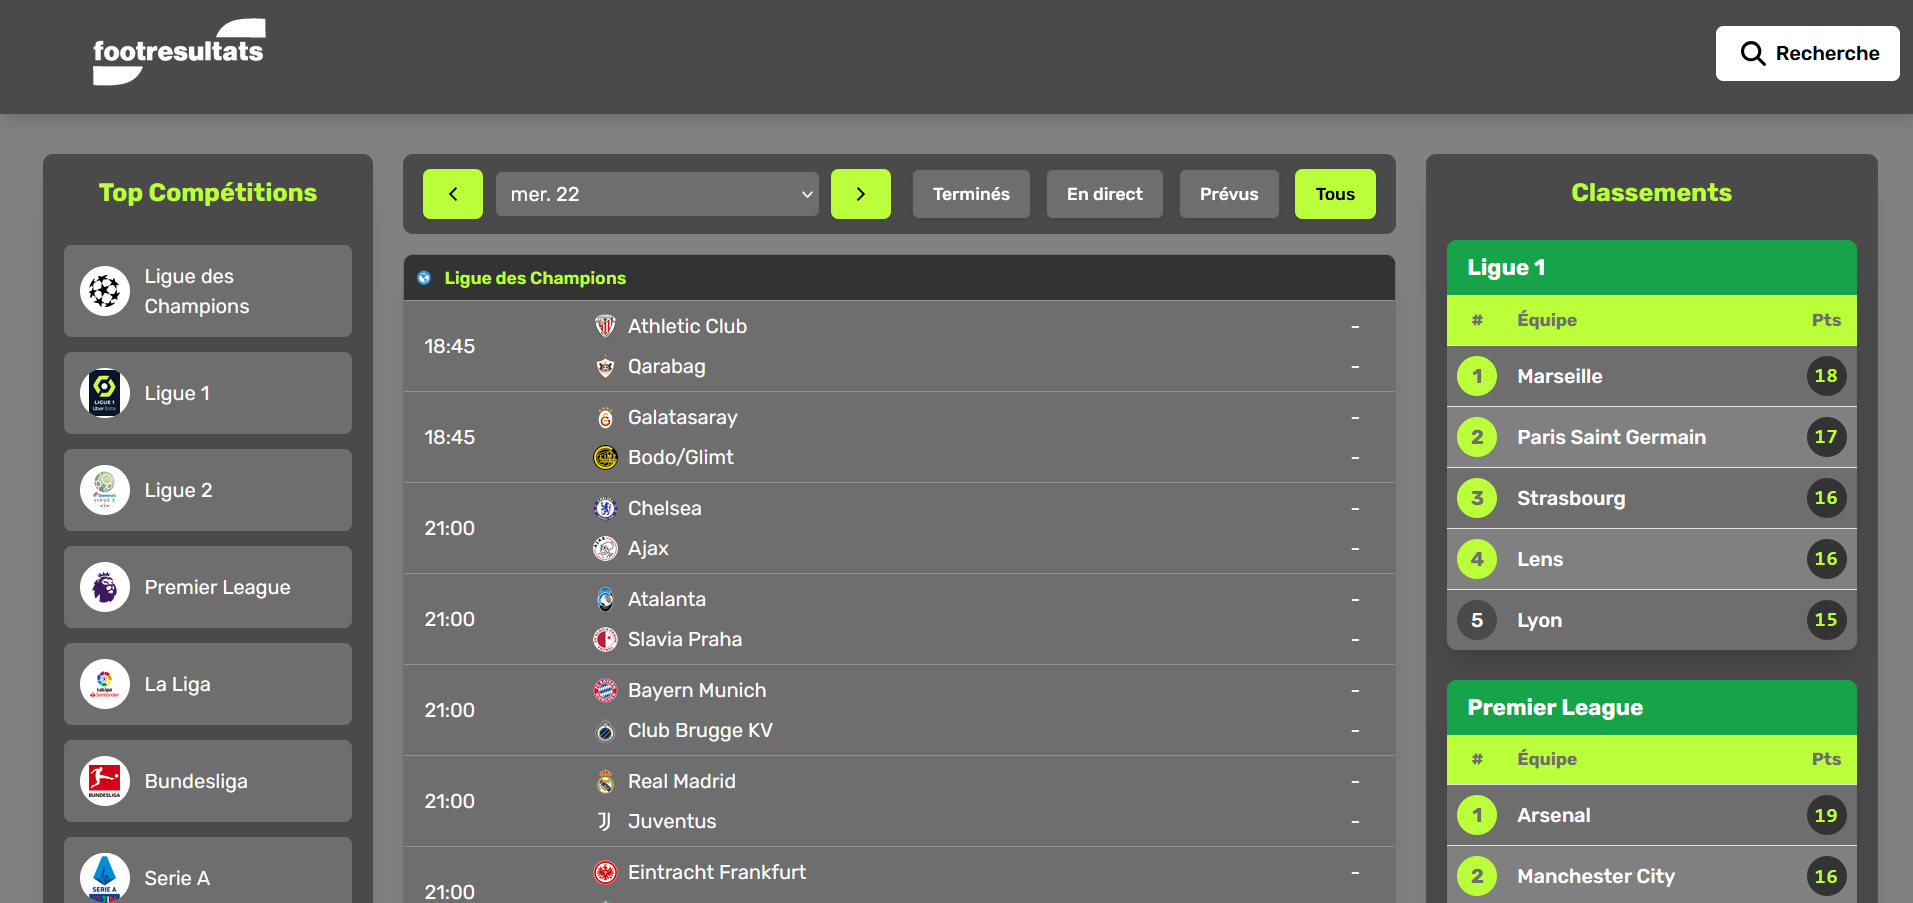 footresultats
Recherche
Top Compétitions
Ligue des
Champions
Ligue 1
Ligue 2
Premier League
La Liga
Bundesliga
Serie A
mer. 22
Terminés
En direct
Prévus
Tous
Ligue des Champions
18:45
Athletic Club -
Qarabag -
18:45
Galatasaray -
Bodo/Glimt -
21:00
Chelsea -
Ajax -
21:00
Atalanta -
Slavia Praha -
21:00
Bayern Munich -
Club Brugge KV -
21:00
Real Madrid -
Juventus -
21:00
Eintracht Frankfurt -
Classements
Ligue 1
# Équipe Pts
1 Marseille 18
2 Paris Saint Germain 17
3 Strasbourg 16
4 Lens 16
5 Lyon 15
Premier League
# Équipe Pts
1 Arsenal 19
2 Manchester City 16